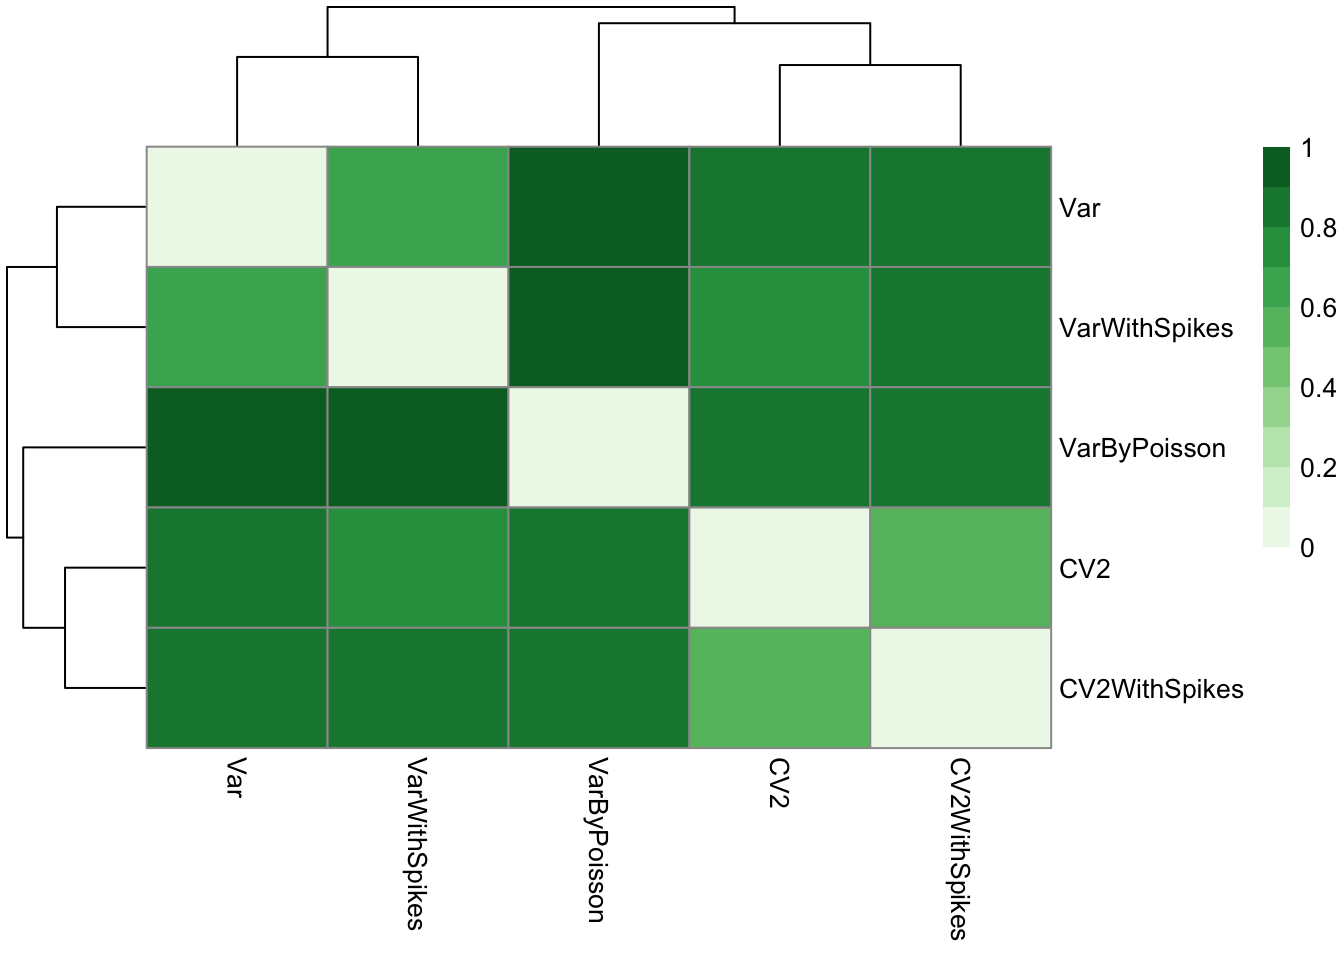 1
0.8
0.6
0.4
0.2
0
Var
VarWithSpikes
VarByPoisson
CV2
CV2WithSpikes
Var
VarWithSpikes
VarByPoisson
CV2
CV2WithSpikes